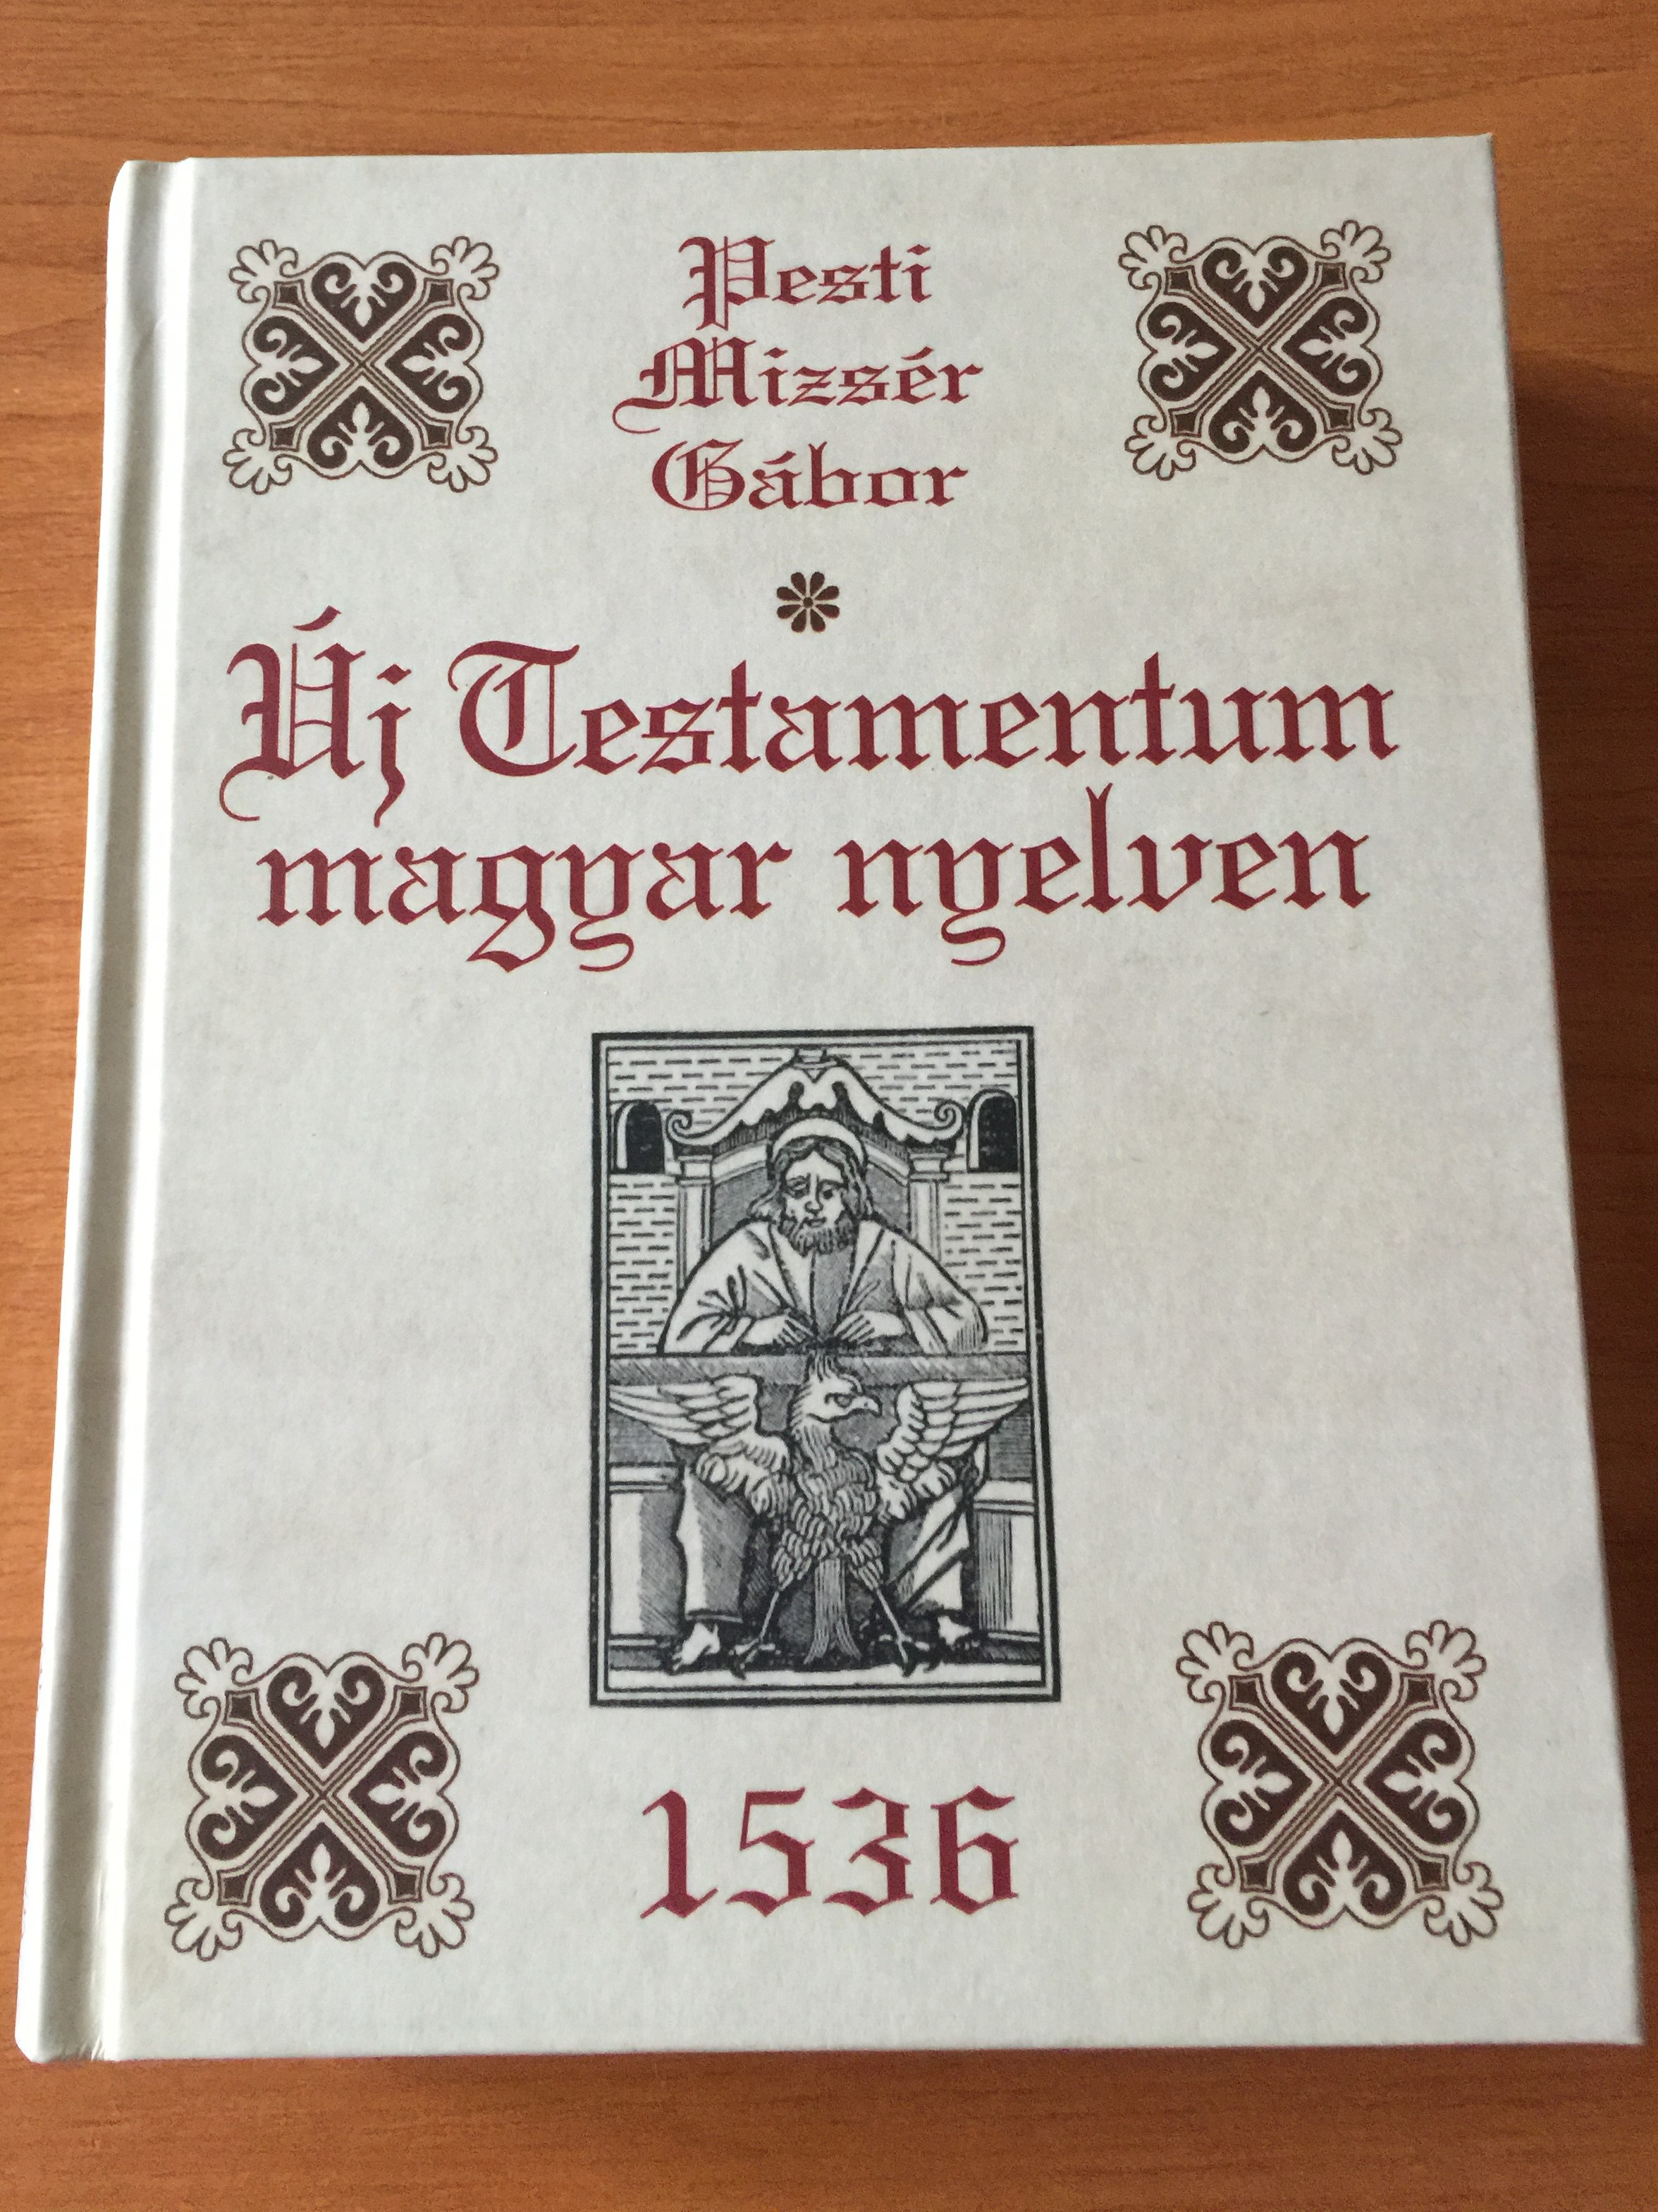 Pesti
Mizsér
Gábor
Új Testamentum
magyar nyelven
1536